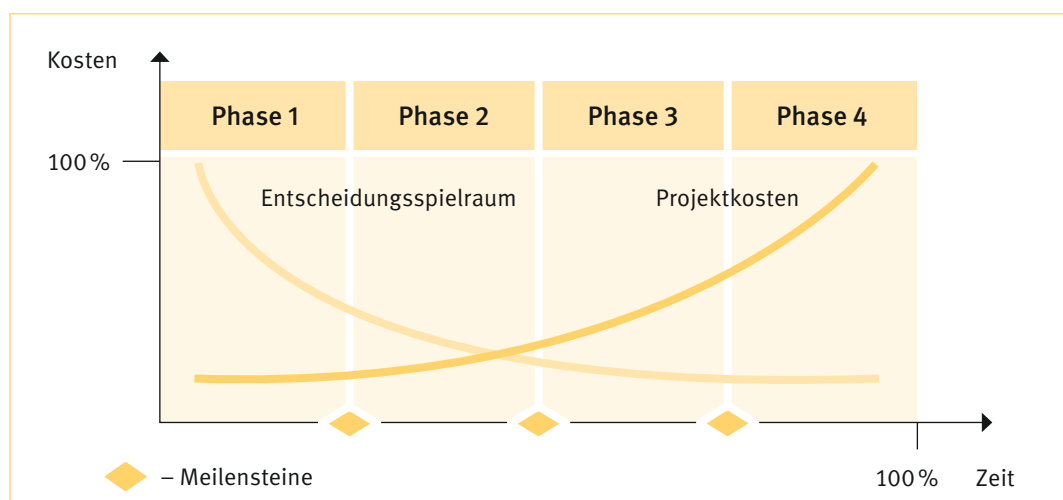 Kosten
Phase 1
Phase 2
Phase 3
Phase 4
100 %
Entscheidungsspielraum
Projektkosten
– Meilensteine
100 %
Zeit